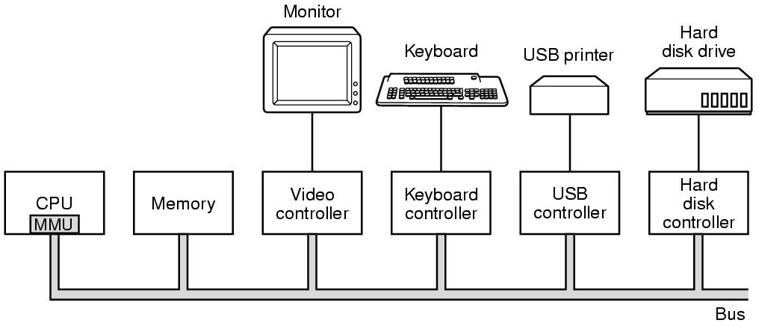 Monitor
Keyboard
USB printer
Hard
disk drive
CPU
MMU
Memory
Video
controller
Keyboard
controller
USB
controller
Hard
disk
controller
Bus